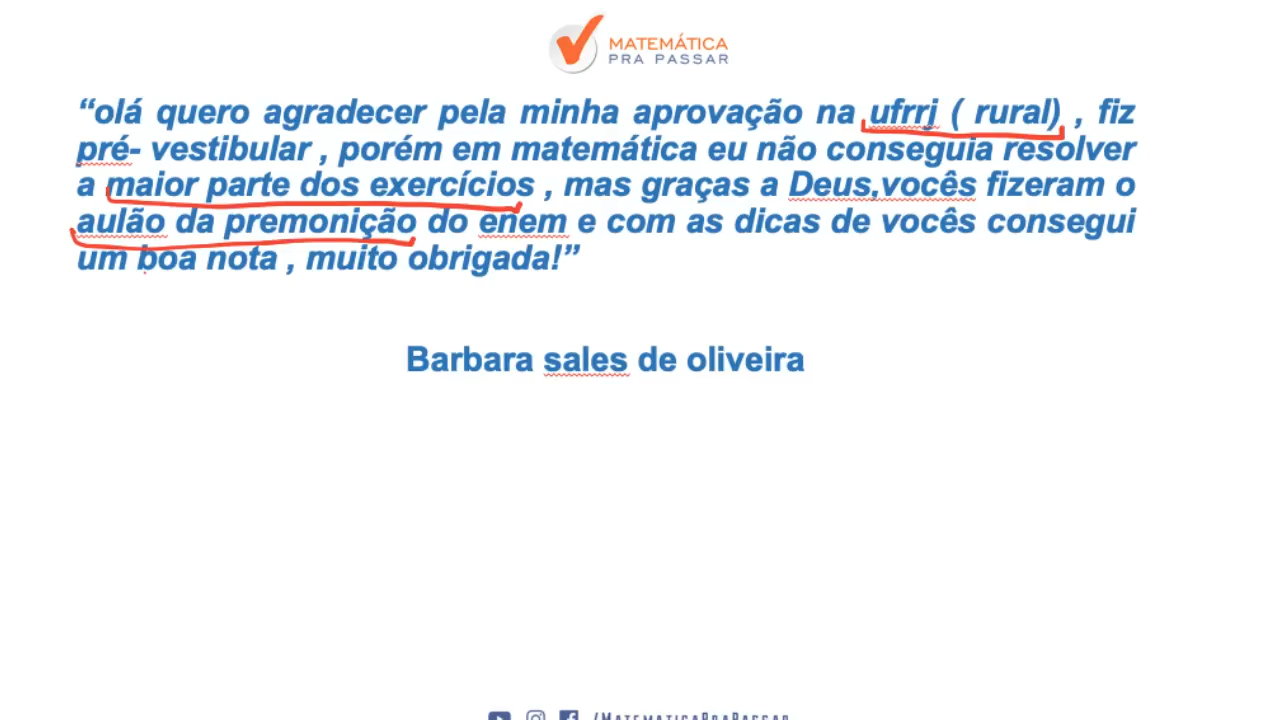 MATEMÁTICA
PRA PASSAR
“olá quero agradecer pela minha aprovação na ufrrj ( rural) , fiz
pré- vestibular , porém em matemática eu não conseguia resolver
a maior parte dos exercícios , mas graças a Deus,vocês fizeram o
aulão da premonição do enem e com as dicas de vocês consegui
um boa nota , muito obrigada!”
Barbara sales de oliveira
/MATEMATICAPRAPASSAR